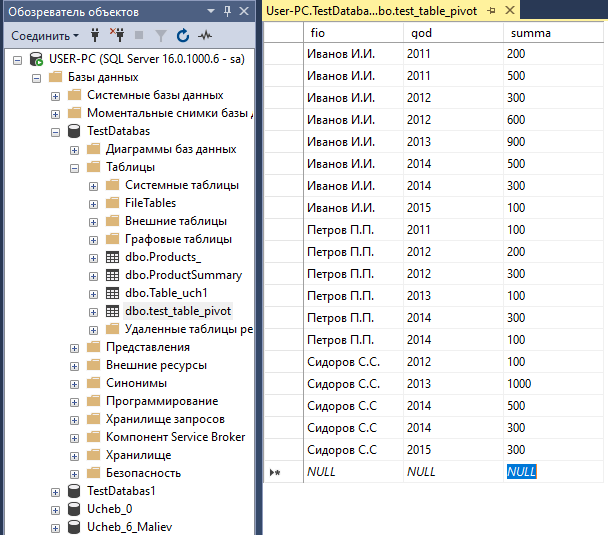 Обозреватель объектов
Соединить
USER-PC (SQL Server 16.0.1000.6 - sa)
Базы данных
Системные базы данных
Моментальные снимки базы
TestDatabas
Диаграммы баз данных
Таблицы
Системные таблицы
FileTables
Внешние таблицы
Графовые таблицы
dbo.Products_
dbo.ProductSummary
dbo.Table_uch1
dbo.test_table_pivot
Удаленные таблицы ре
Представления
Внешние ресурсы
Синонимы
Программирование
Хранилище запросов
Компонент Service Broker
Хранилище
Безопасность
TestDatabas1
Ucheb_0
Ucheb_6_Maliev
User-PC.TestDataba...bo.test_table_pivot
fio god summa
Иванов И.И. 2011 200
Иванов И.И. 2011 500
Иванов И.И. 2012 300
Иванов И.И. 2012 600
Иванов И.И. 2013 900
Иванов И.И. 2014 500
Иванов И.И. 2014 300
Иванов И.И. 2015 100
Петров П.П. 2011 100
Петров П.П. 2012 200
Петров П.П. 2012 300
Петров П.П. 2013 100
Петров П.П. 2014 300
Петров П.П. 2014 100
Сидоров С.С. 2012 100
Сидоров С.С. 2013 1000
Сидоров С.С 2014 500
Сидоров С.С 2014 300
Сидоров С.С 2015 300
NULL NULL NULL